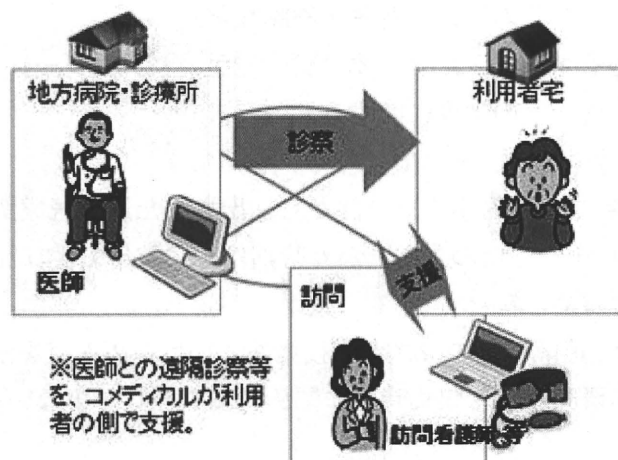 地方病院・診療所
利用者宅
診察
医師
訪問
支援
※医師との遠隔診察等
を、コメディカルが利用
者の側で支援。
訪問看護師 等